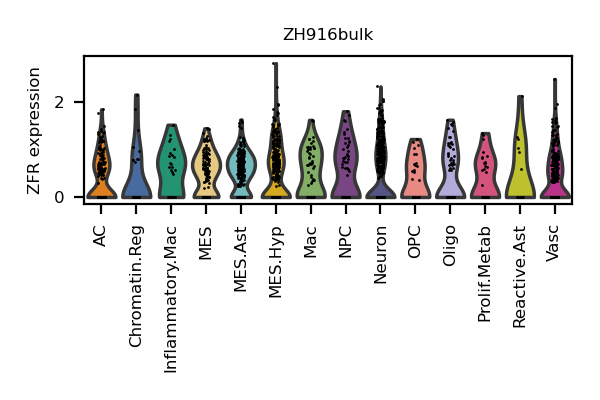 ZH916bulk
ZFR expression
2
0
AC
Chromatin.Reg
Inflammatory.Mac
MES
MES.Ast
MES.Hyp
Mac
NPC
Neuron
OPC
Oligo
Prolif.Metab
Reactive.Ast
Vasc